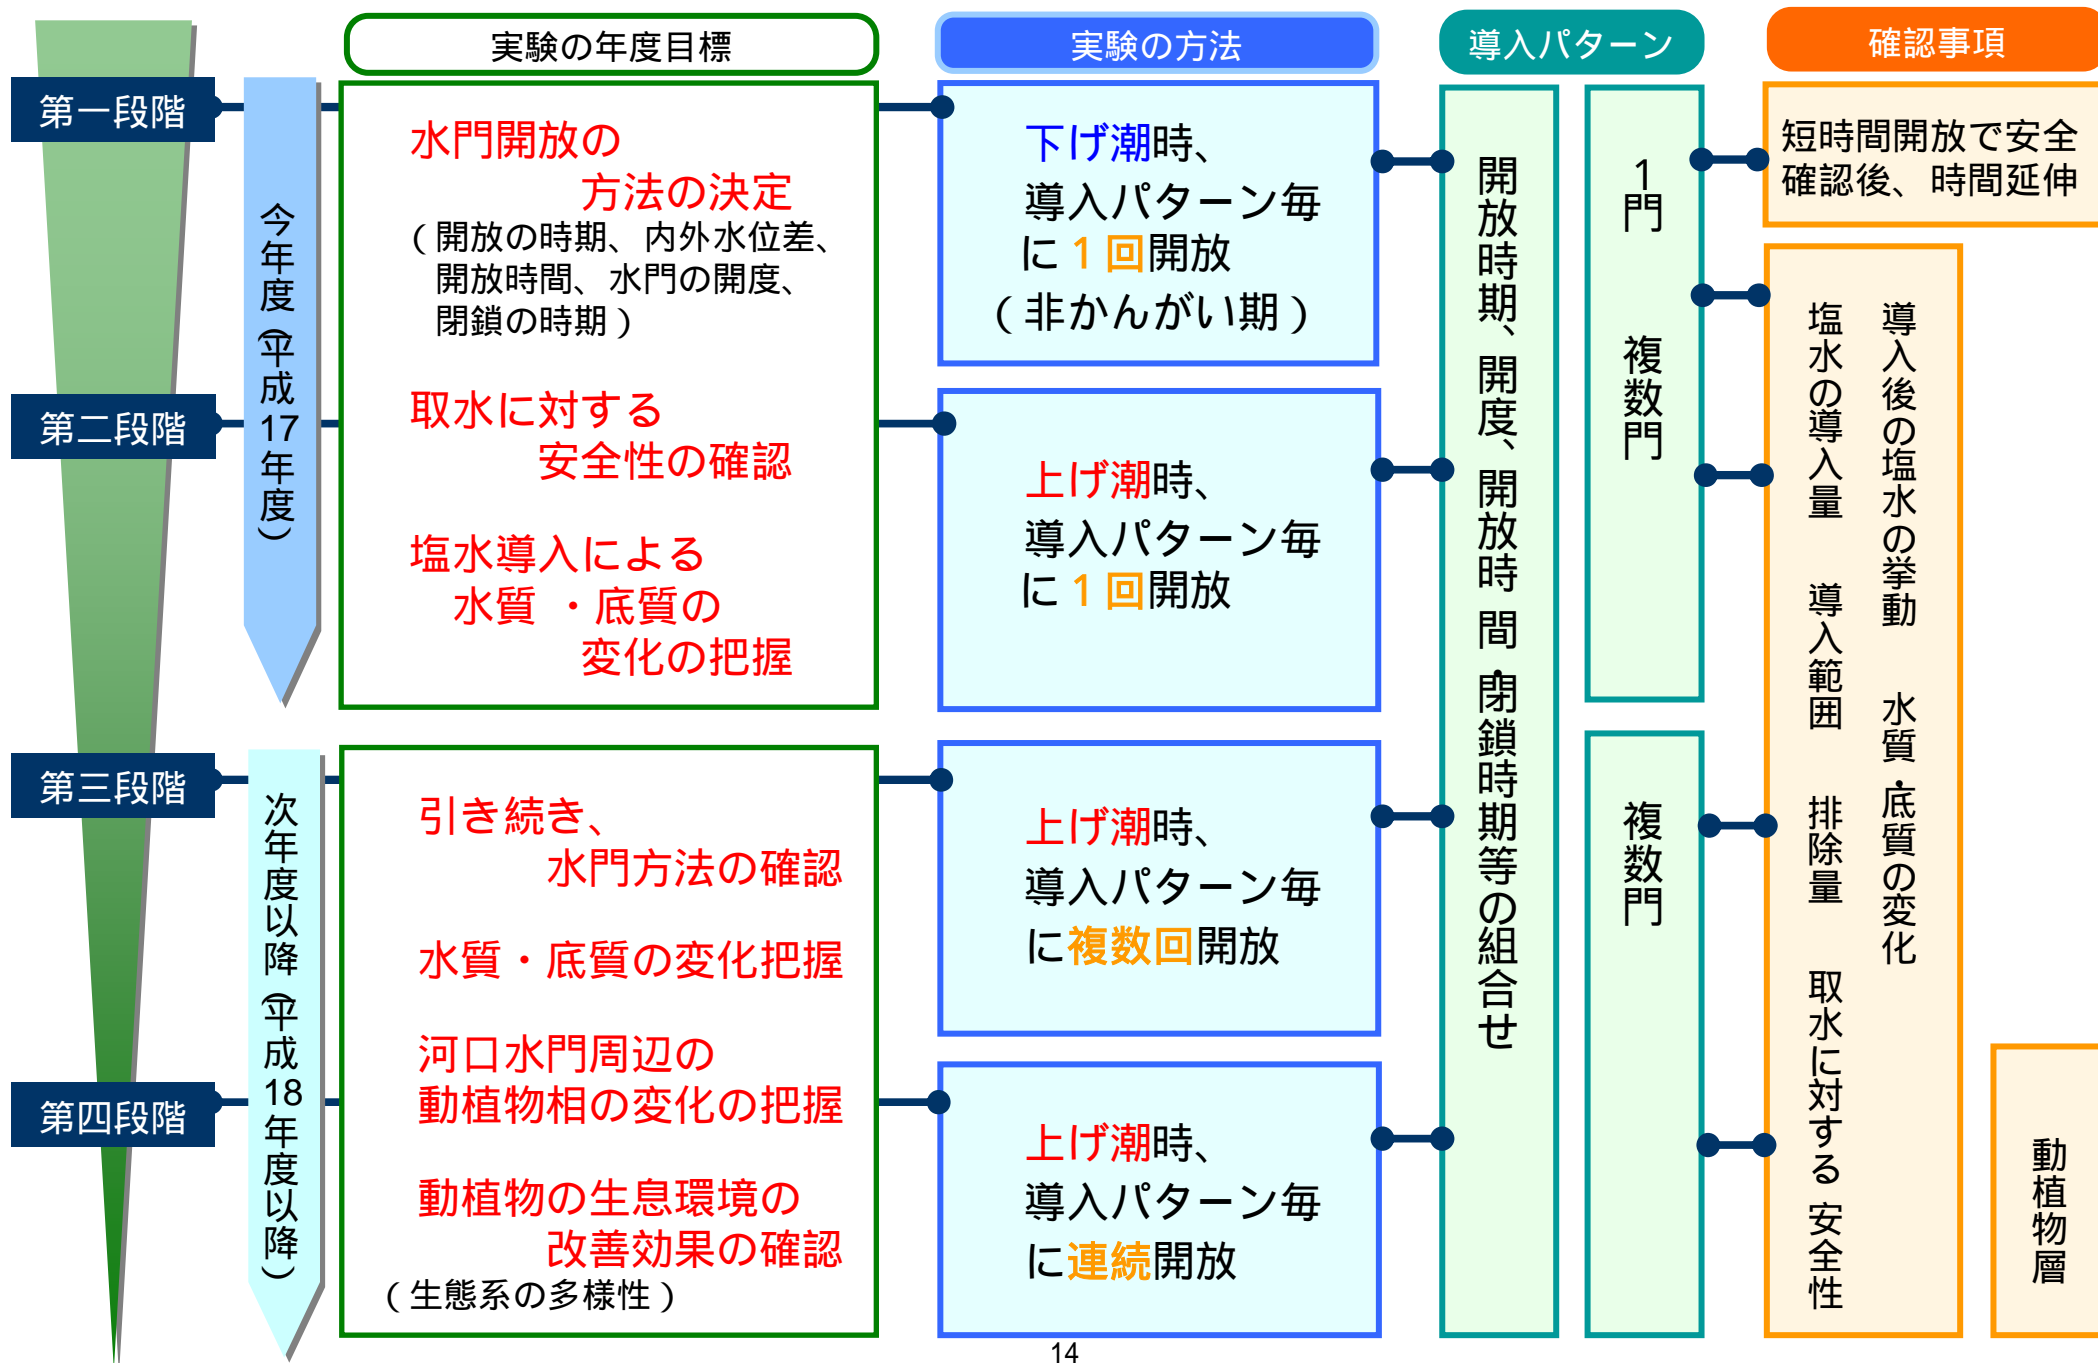 実験の年度目標
実験の方法
導入パターン
確認事項
第一段階
第二段階
第三段階
第四段階
今年度(平成17年度)
次年度以降(平成18年度以降)
水門開放の
方法の決定
(開放の時期、内外水位差、
開放時間、水門の開度、
閉鎖の時期)
取水に対する
安全性の確認
塩水導入による
水質・底質の
変化の把握
引き続き、
水門方法の確認
水質・底質の変化把握
河口水門周辺の
動植物相の変化の把握
動植物の生息環境の
改善効果の確認
(生態系の多様性)
下げ潮時、
導入パターン毎
に1回開放
(非かんがい期)
上げ潮時、
導入パターン毎
に1回開放
上げ潮時、
導入パターン毎
に複数回開放
上げ潮時、
導入パターン毎
に連続開放
開放時期、開度、開放時間・閉鎖時期等の組合せ
1門 複数門
複数門
短時間開放で安全
確認後、時間延伸
導入後の塩水の挙動 水質・底質の変化
塩水の導入量 導入範囲 排除量 取水に対する安全性
動植物層
14